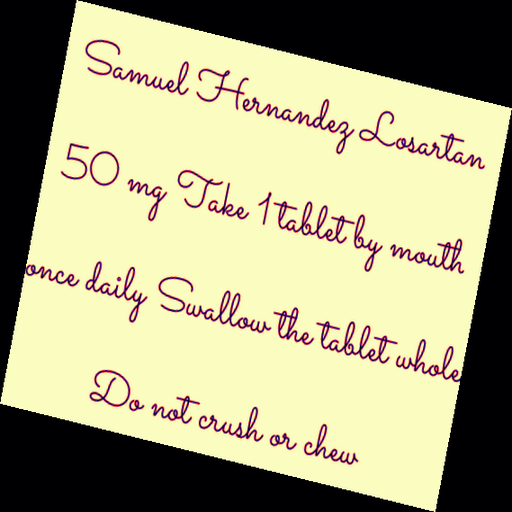 Samuel Hernandez Losartan
50 mg Take 1 tablet by mouth
once daily Swallow the tablet whole
Do not crush or chew